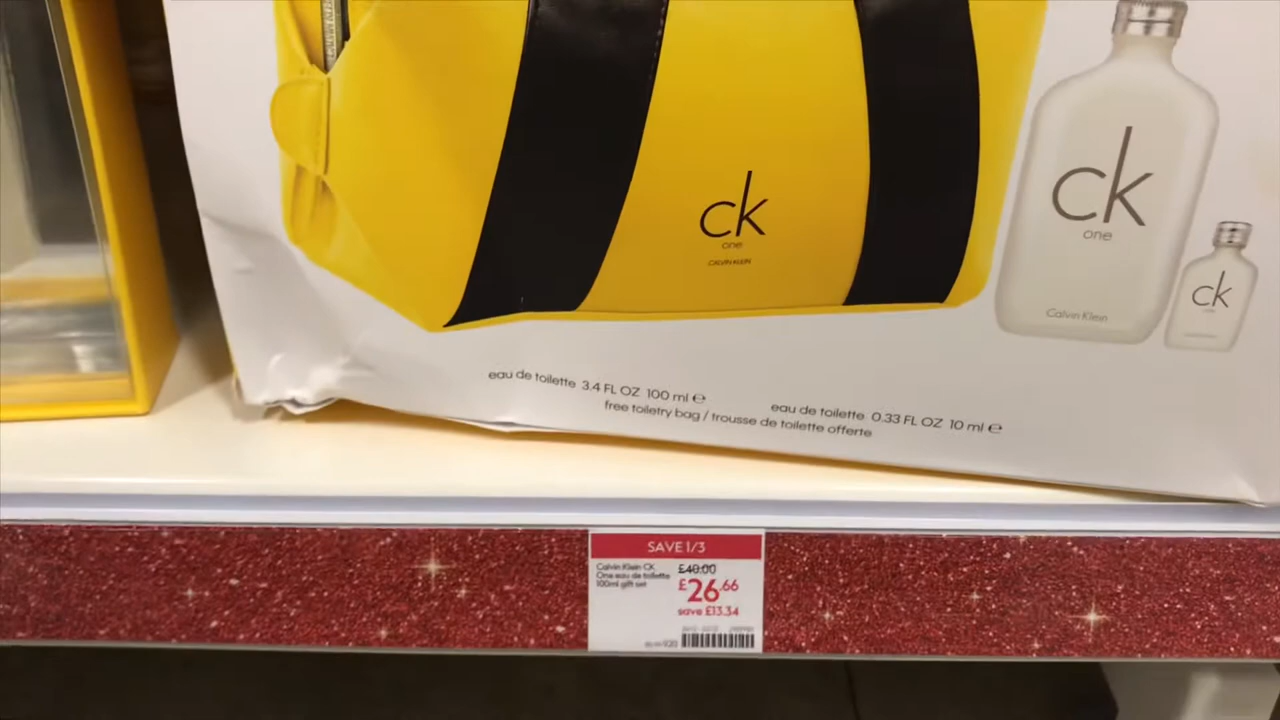 CALVIN KLEIN
ck
one
CALVIN KLEIN
ck
one
Calvin Klein
ck
eau de toilette 3.4 FL OZ 100 ml ℮
eau de toilette 0.33 FL OZ 10 ml ℮
free toiletry bag / trousse de toilette offerte
SAVE 1/3
Calvin Klein CK
One eau de toilette
100ml gift set
£40.00
£26.66
save £13.34